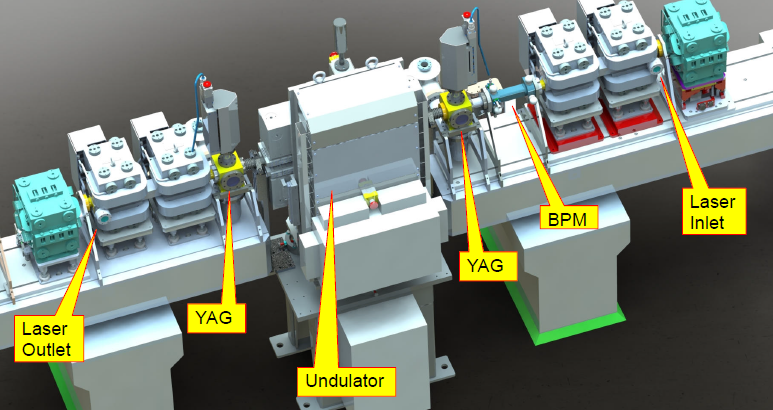 BPM
Laser
Inlet
YAG
YAG
Laser
Outlet
Undulator